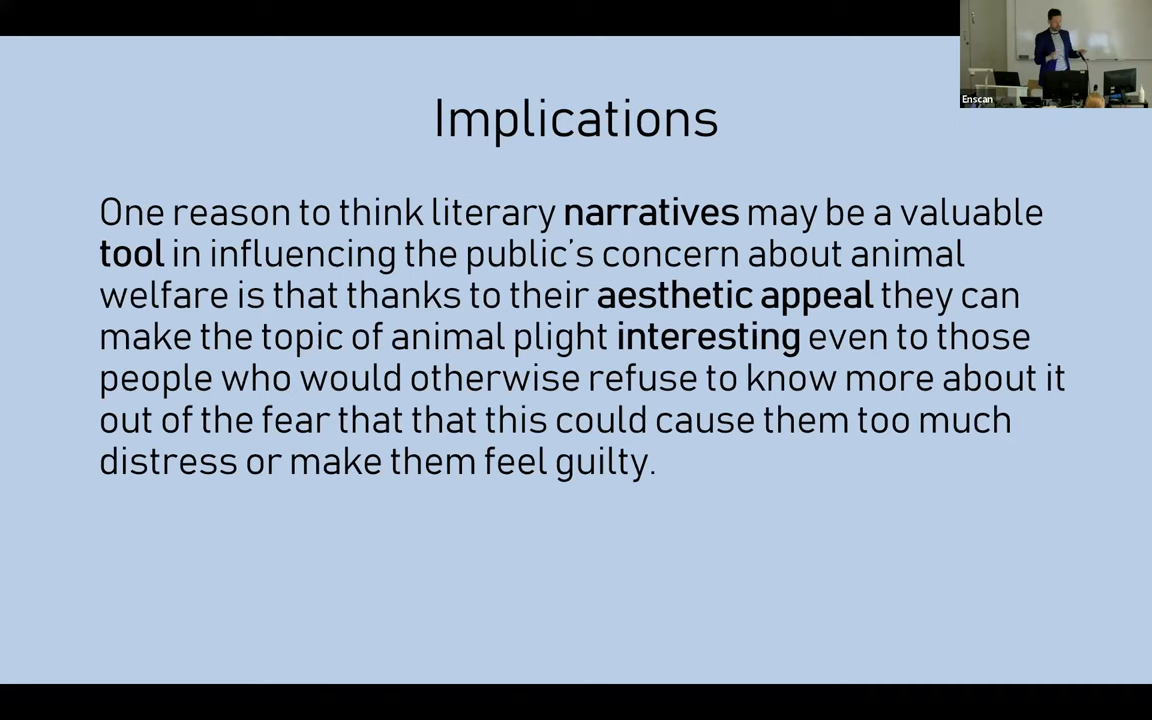 Enscan
Implications
One reason to think literary narratives may be a valuable
tool in influencing the public’s concern about animal
welfare is that thanks to their aesthetic appeal they can
make the topic of animal plight interesting even to those
people who would otherwise refuse to know more about it
out of the fear that that this could cause them too much
distress or make them feel guilty.